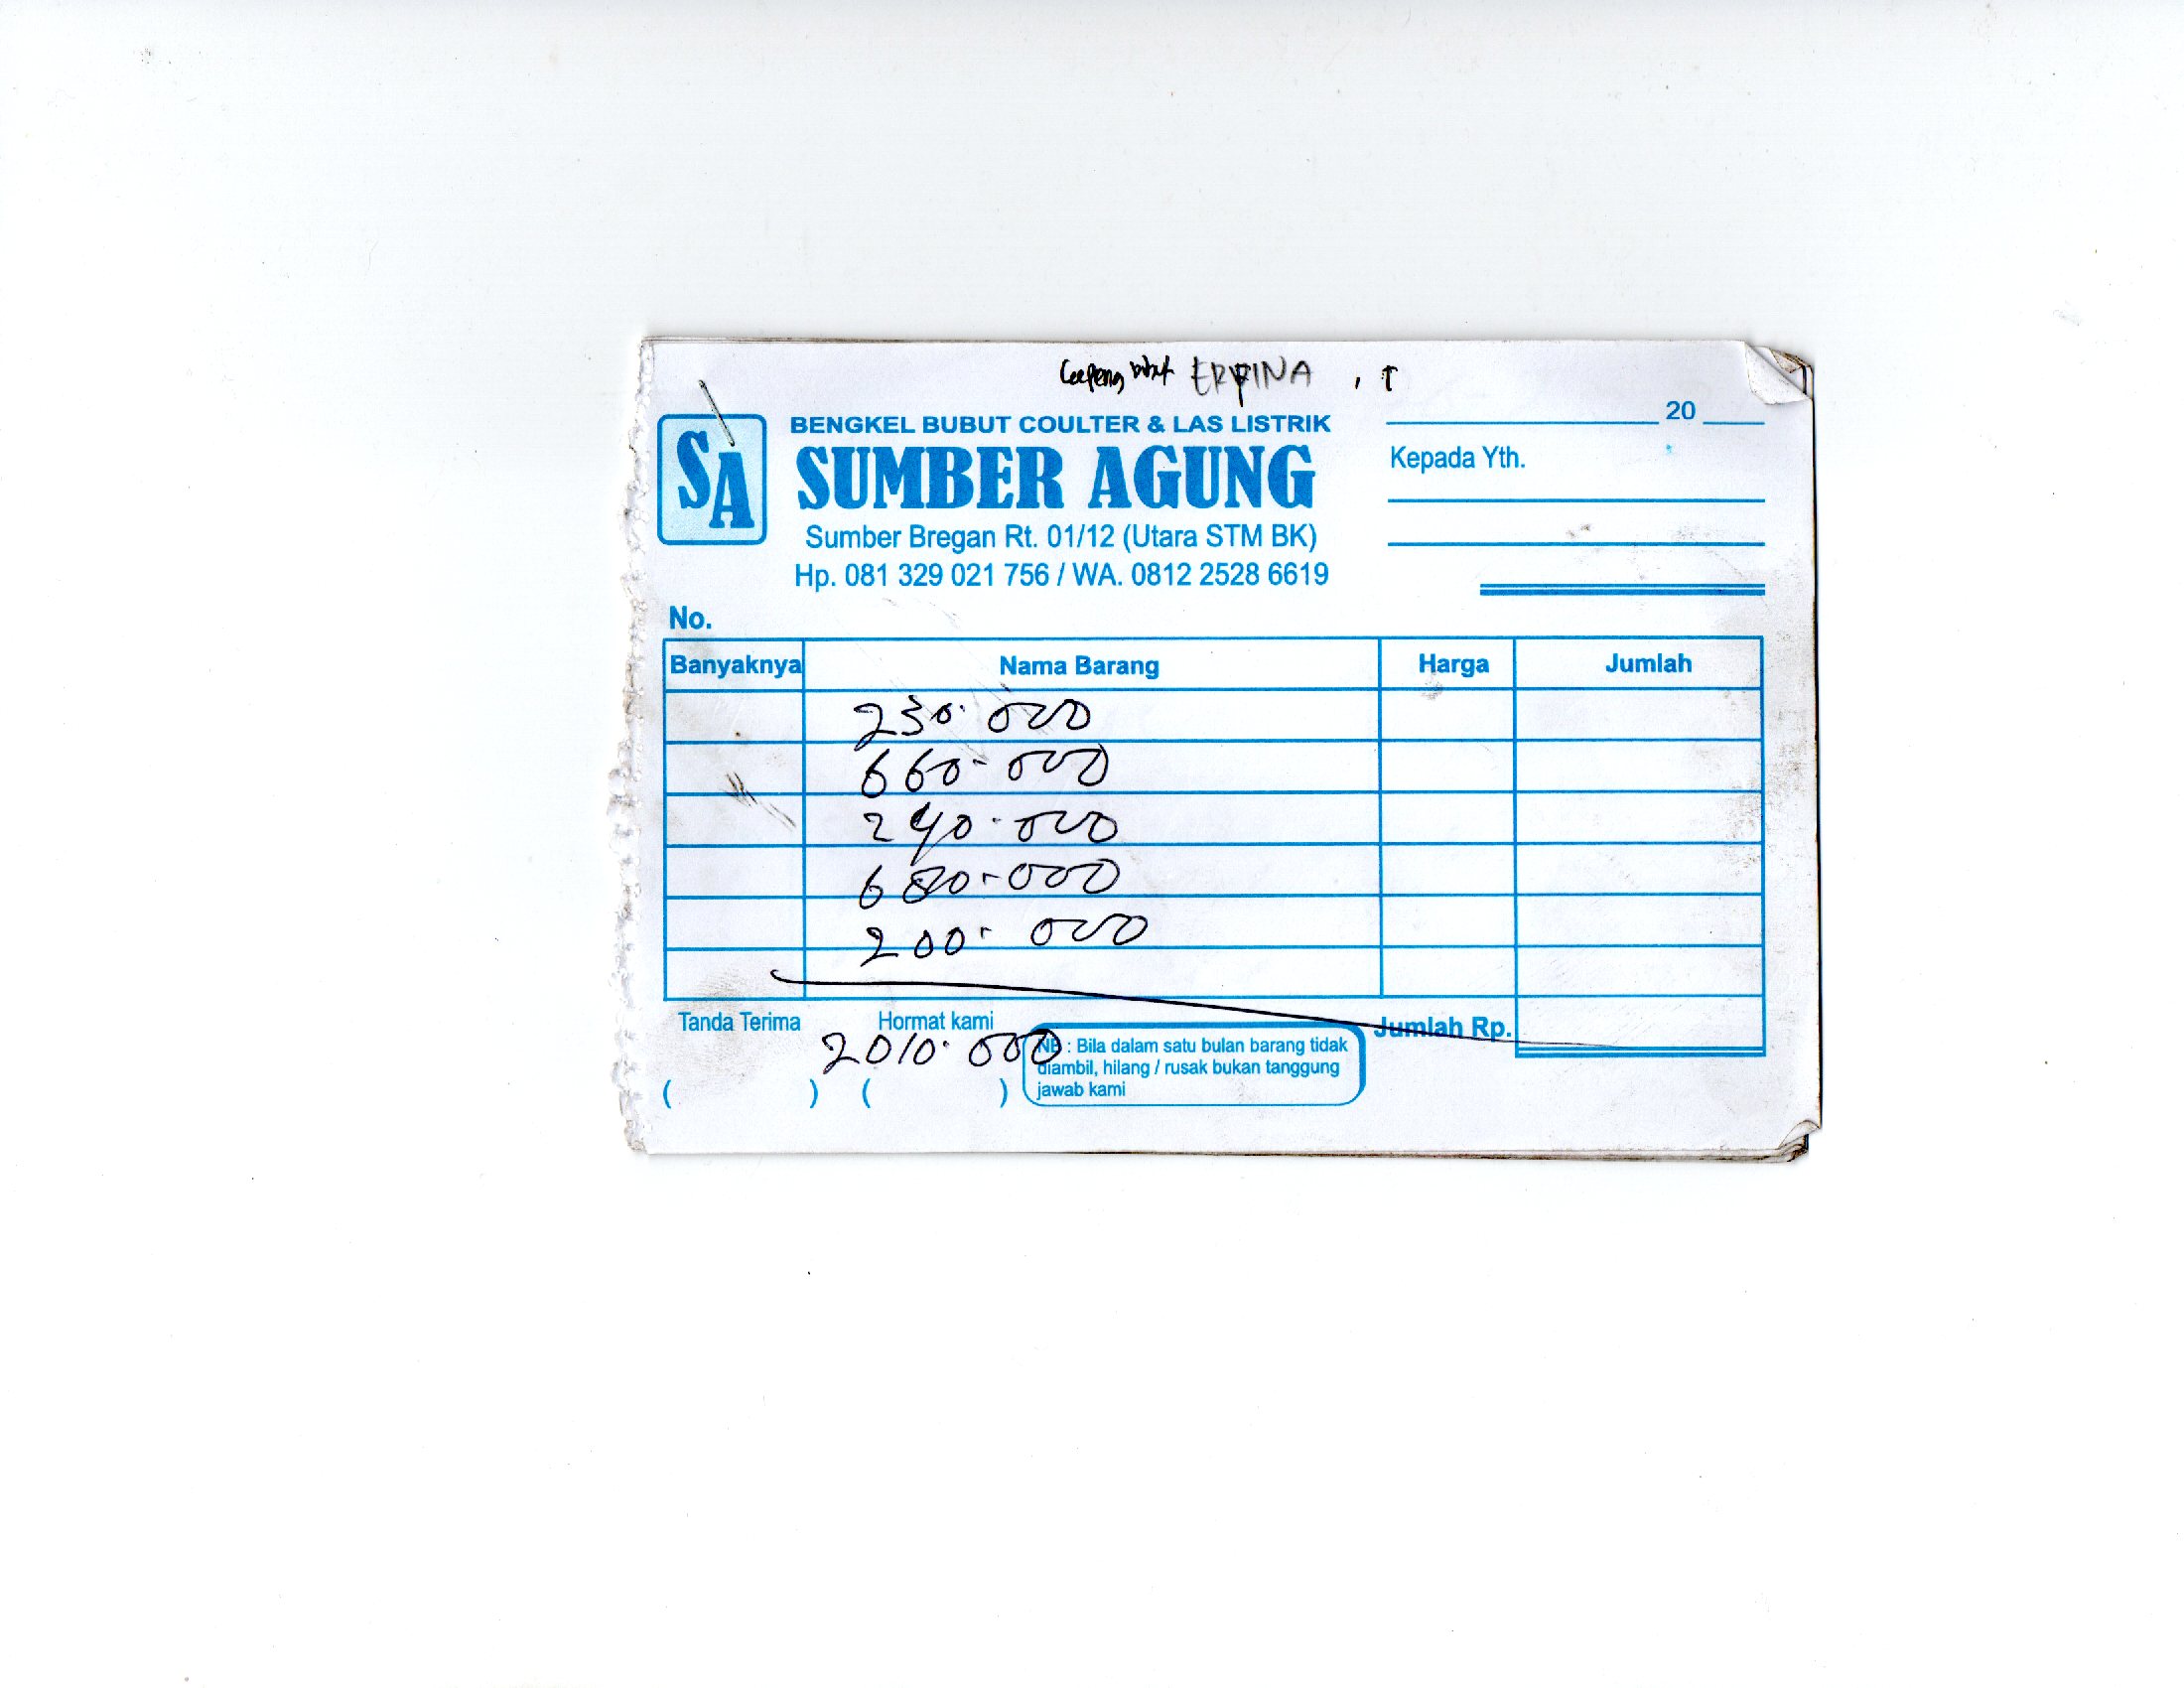 ERPINA
BENGKEL BUBUT COULTER & LAS LISTRIK
SA
SUMBER AGUNG
Sumber Bregan Rt. 01/12 (Utara STM BK)
Hp. 081 329 021 756 / WA. 0812 2528 6619
20
Kepada Yth.
No.
Banyaknya Nama Barang Harga Jumlah
230.000
660-000
240.000
680-000
200- 000
Tanda Terima Hormat kami Jumlah Rp.
2010.000
NB : Bila dalam satu bulan barang tidak
diambil, hilang / rusak bukan tanggung
jawab kami
( ) ( )